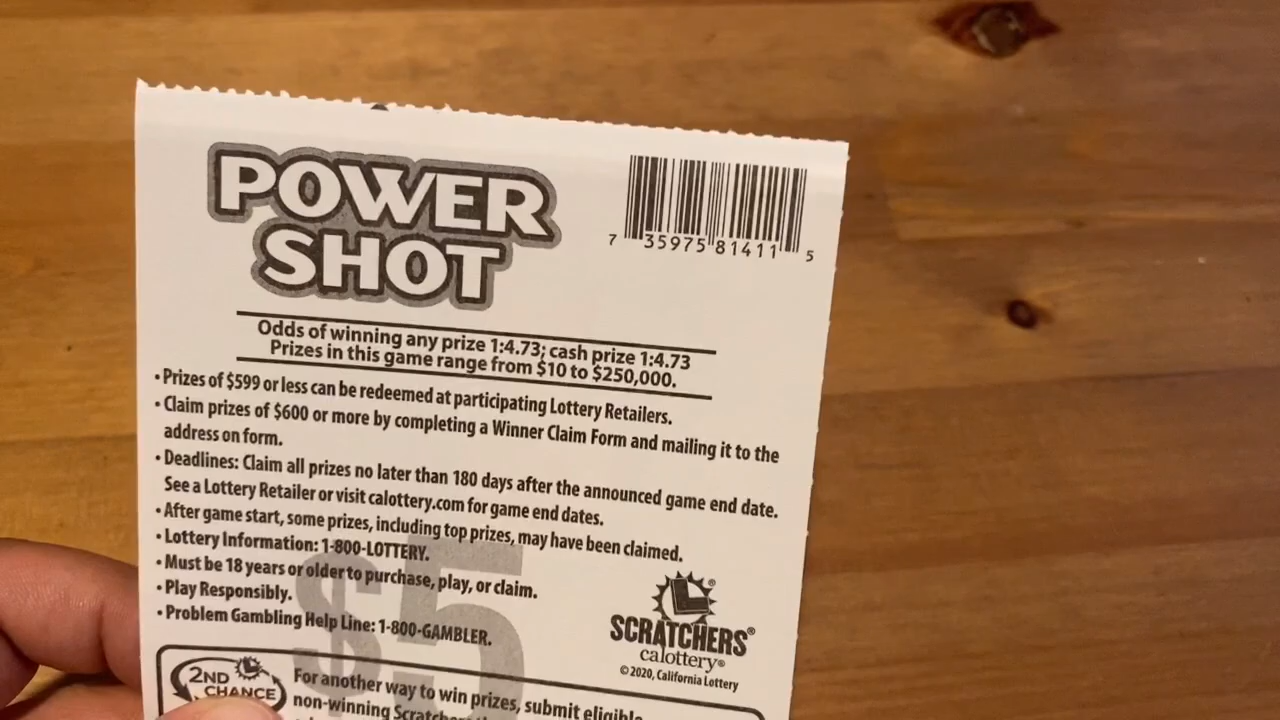 POWER
SHOT
7 35975 81411 5
Odds of winning any prize 1:4.73; cash prize 1:4.73
Prizes in this game range from $10 to $250,000.
• Prizes of $599 or less can be redeemed at participating Lottery Retailers.
• Claim prizes of $600 or more by completing a Winner Claim Form and mailing it to the
address on form.
• Deadlines: Claim all prizes no later than 180 days after the announced game end date.
See a Lottery Retailer or visit calottery.com for game end dates.
• After game start, some prizes, including top prizes, may have been claimed.
• Lottery Information: 1-800-LOTTERY.
• Must be 18 years or older to purchase, play, or claim.
• Play Responsibly.
• Problem Gambling Help Line: 1-800-GAMBLER.
$5
SCRATCHERS®
calottery®
© 2020, California Lottery
2ND
CHANCE
For another way to win prizes, submit eligible
non-winning